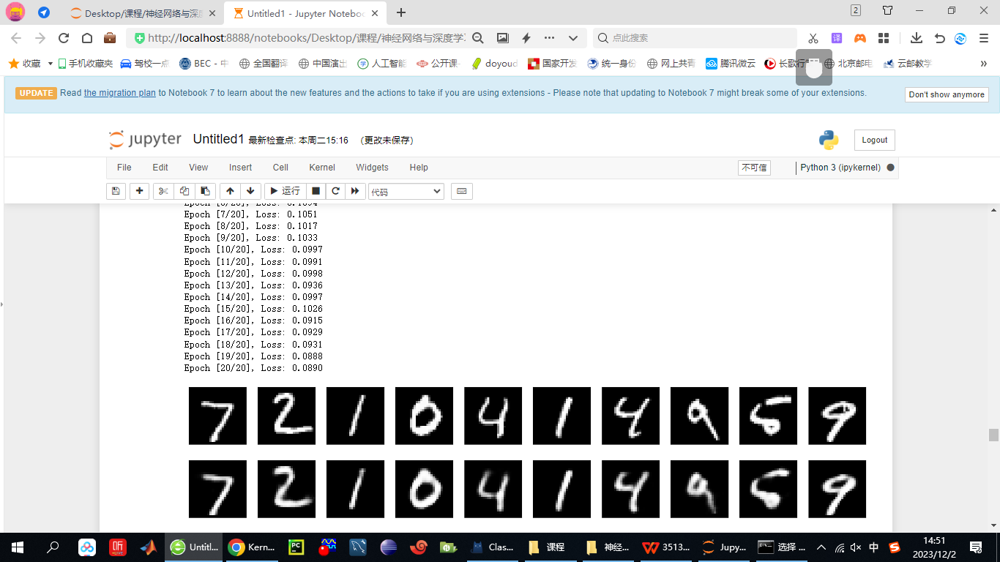 Desktop/课程/神经网络与深度
Untitled1 - Jupyter Noteboo
2
http://localhost:8888/notebooks/Desktop/课程/神经网络与深度学习
点此搜索
译
收藏
手机收藏夹
驾校一点
BEC - 中
全国翻译
中国演出
人工智能
公开课
doyoud
国家开发
统一身份
网上共青
腾讯微云
长歌行
北京邮电
云邮教学
»
UPDATE Read the migration plan to Notebook 7 to learn about the new features and the actions to take if you are using extensions - Please note that updating to Notebook 7 might break some of your extensions.
Don't show anymore
jupyter Untitled1 最新检查点: 本周二15:16 (更改未保存)
Logout
File Edit View Insert Cell Kernel Widgets Help
不可信
Python 3 (ipykernel)
运行
代码
Epoch [6/20], Loss: 0.1094
Epoch [7/20], Loss: 0.1051
Epoch [8/20], Loss: 0.1017
Epoch [9/20], Loss: 0.1033
Epoch [10/20], Loss: 0.0997
Epoch [11/20], Loss: 0.0991
Epoch [12/20], Loss: 0.0998
Epoch [13/20], Loss: 0.0936
Epoch [14/20], Loss: 0.0997
Epoch [15/20], Loss: 0.1026
Epoch [16/20], Loss: 0.0915
Epoch [17/20], Loss: 0.0929
Epoch [18/20], Loss: 0.0931
Epoch [19/20], Loss: 0.0888
Epoch [20/20], Loss: 0.0890
7 2 1 0 4 1 4 9 5 9
7 2 1 0 4 1 4 9 5 9
听
Untitl...
Kern...
PC
Clas...
课程
神经...
3513...
Jupy...
选择 ...
中
14:51
2023/12/2